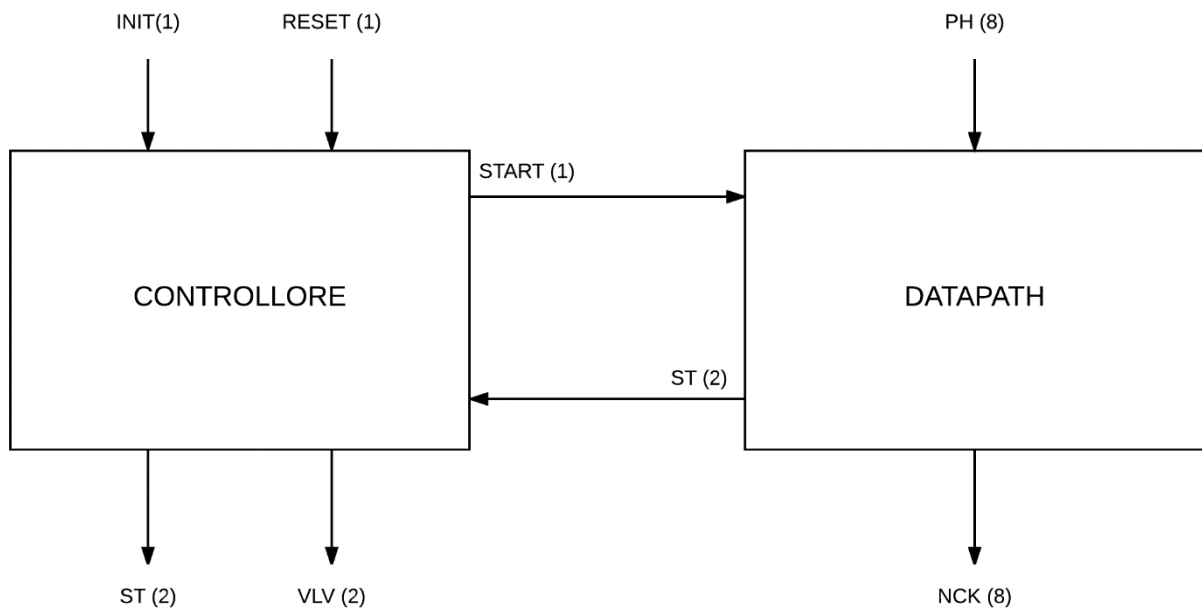 INIT(1)
RESET (1)
PH (8)
START (1)
CONTROLLORE
DATAPATH
ST (2)
ST (2)
VLV (2)
NCK (8)